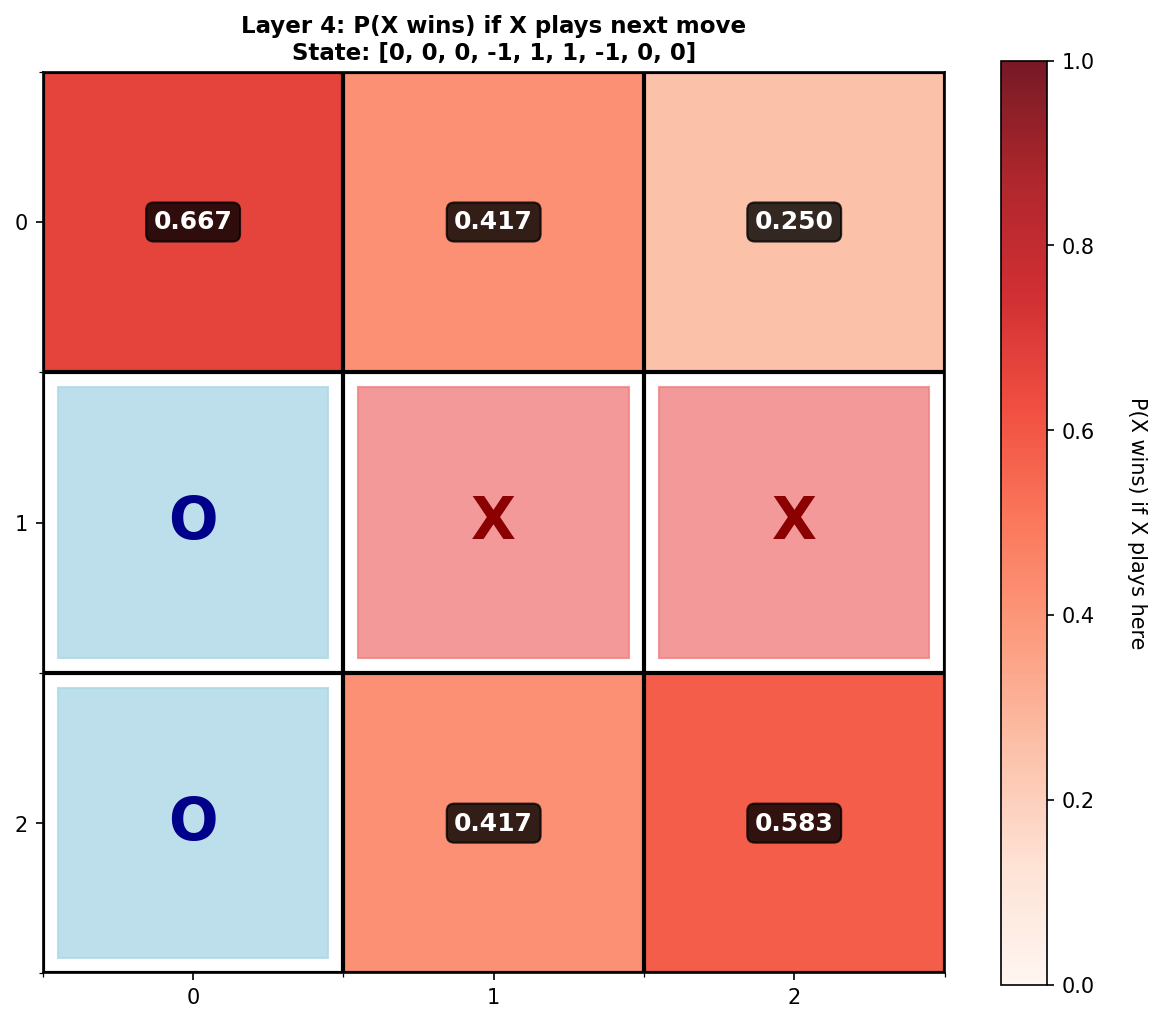 Layer 4: P(X wins) if X plays next move
State: [0, 0, 0, -1, 1, 1, -1, 0, 0]
0
0.667
0.417
0.250
1
O
X
X
2
O
0.417
0.583
0
1
2
1.0
0.8
0.6
0.4
0.2
0.0
P(X wins) if X plays here